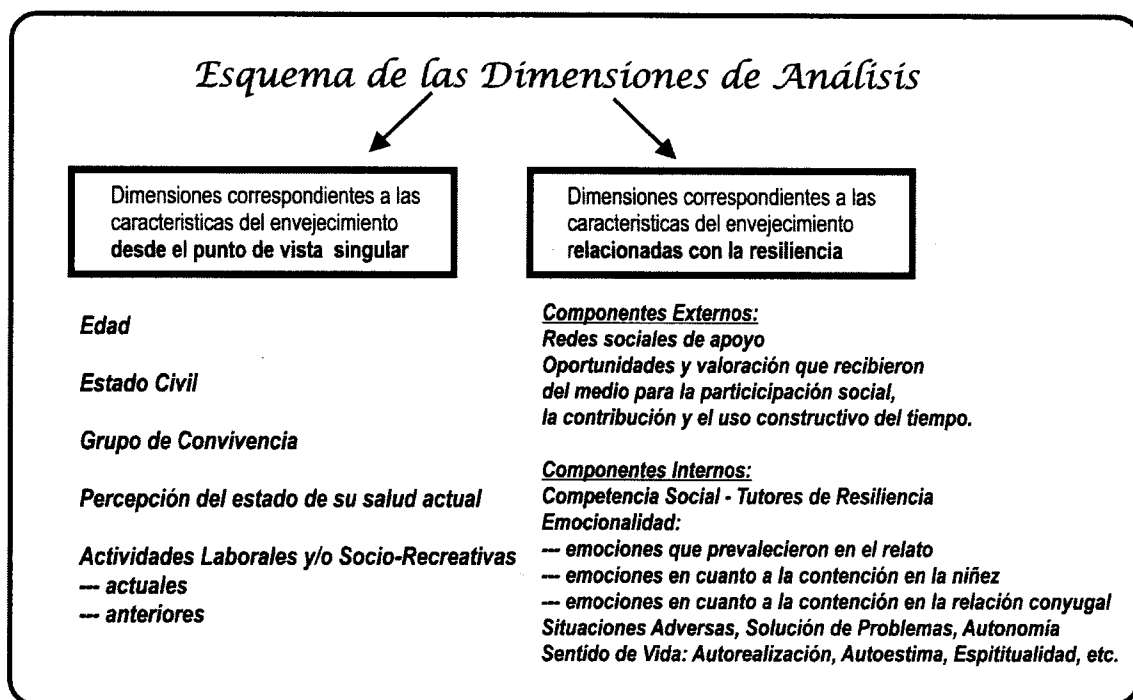 Esquema de las Dimensiones de Análisis
Dimensiones correspondientes a las
caracteristicas del envejecimiento
desde el punto de vista singular
Edad
Estado Civil
Grupo de Convivencia
Percepción del estado de su salud actual
Actividades Laborales y/o Socio-Recreativas
--- actuales
--- anteriores
Dimensiones correspondientes a las
caracteristicas del envejecimiento
relacionadas con la resiliencia
Componentes Externos:
Redes sociales de apoyo
Oportunidades y valoración que recibieron
del medio para la particicipación social,
la contribución y el uso constructivo del tiempo.
Componentes Internos:
Competencia Social - Tutores de Resiliencia
Emocionalidad:
--- emociones que prevalecieron en el relato
--- emociones en cuanto a la contención en la niñez
--- emociones en cuanto a la contención en la relación conyugal
Situaciones Adversas, Solución de Problemas, Autonomía
Sentido de Vida: Autorealización, Autoestima, Espititualidad, etc.